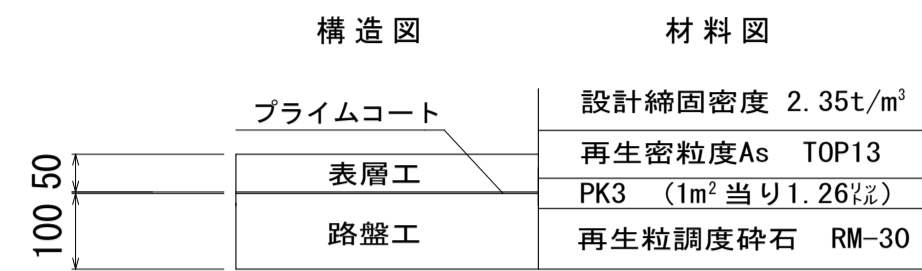 構造図
材料図
プライムコート
設計締固密度 2.35t/m³
50
表層工
再生密粒度As TOP13
PK3 (1m²当り1.26㍑)
100
路盤工
再生粒調度砕石 RM-30